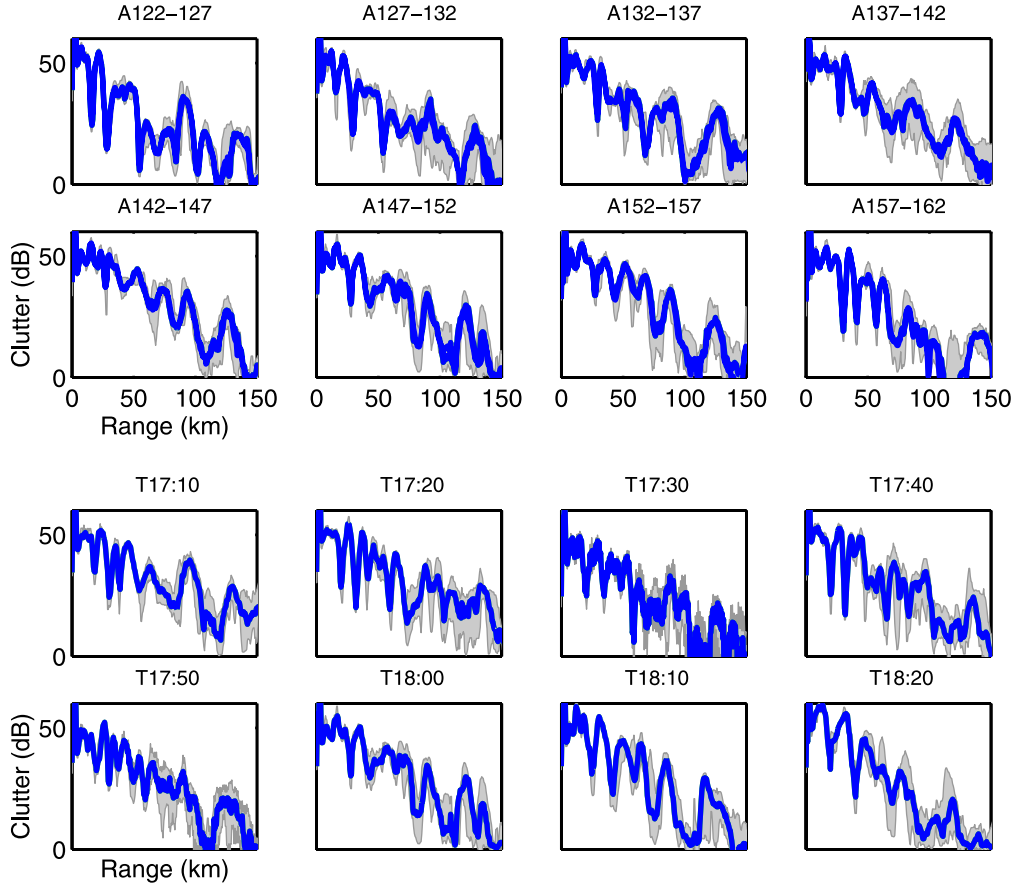 A122−127 A127−132 A132−137 A137−142
50
0
A142−147 A147−152 A152−157 A157−162
Clutter (dB)
50
0
0 50 100 150 0 50 100 150 0 50 100 150 0 50 100 150
Range (km)
T17:10 T17:20 T17:30 T17:40
50
0
T17:50 T18:00 T18:10 T18:20
Clutter (dB)
50
0
Range (km)